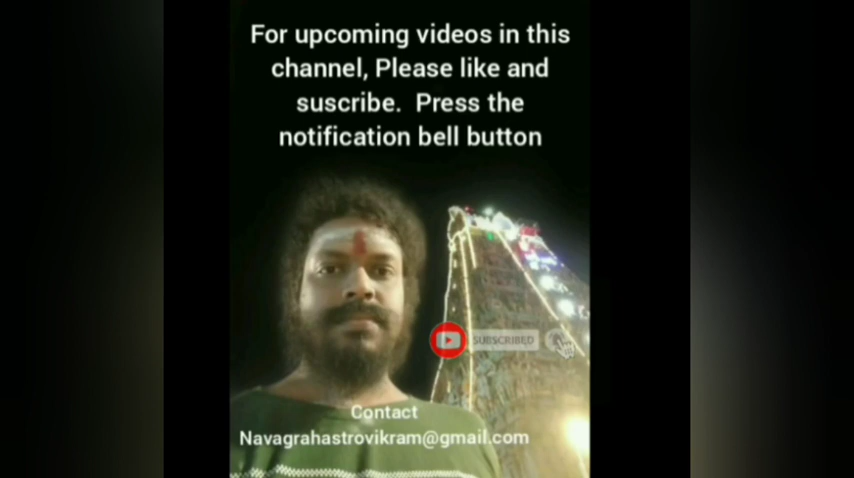 For upcoming videos in this
channel, Please like and
suscribe. Press the
notification bell button
SUBSCRIBED
Contact
Navagrahastrovikram@gmail.com